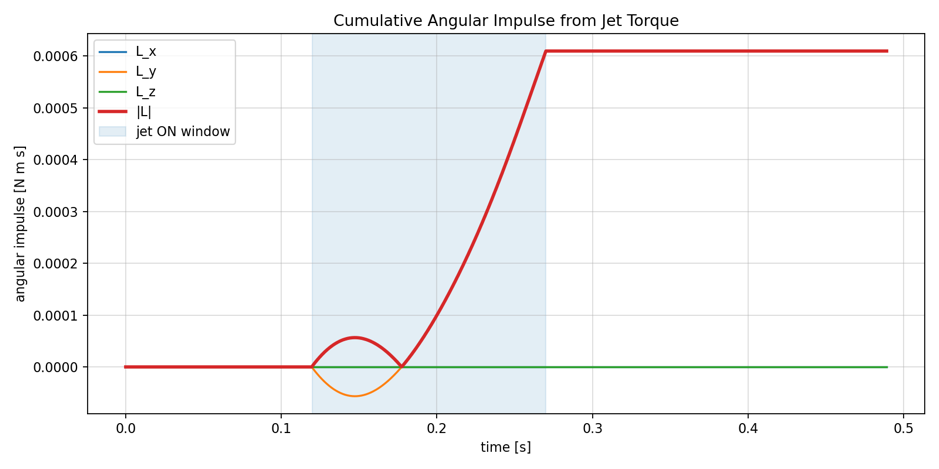 Cumulative Angular Impulse from Jet Torque
L_x
L_y
L_z
|L|
jet ON window
angular impulse [N m s]
0.0006
0.0005
0.0004
0.0003
0.0002
0.0001
0.0000
0.0 0.1 0.2 0.3 0.4 0.5
time [s]